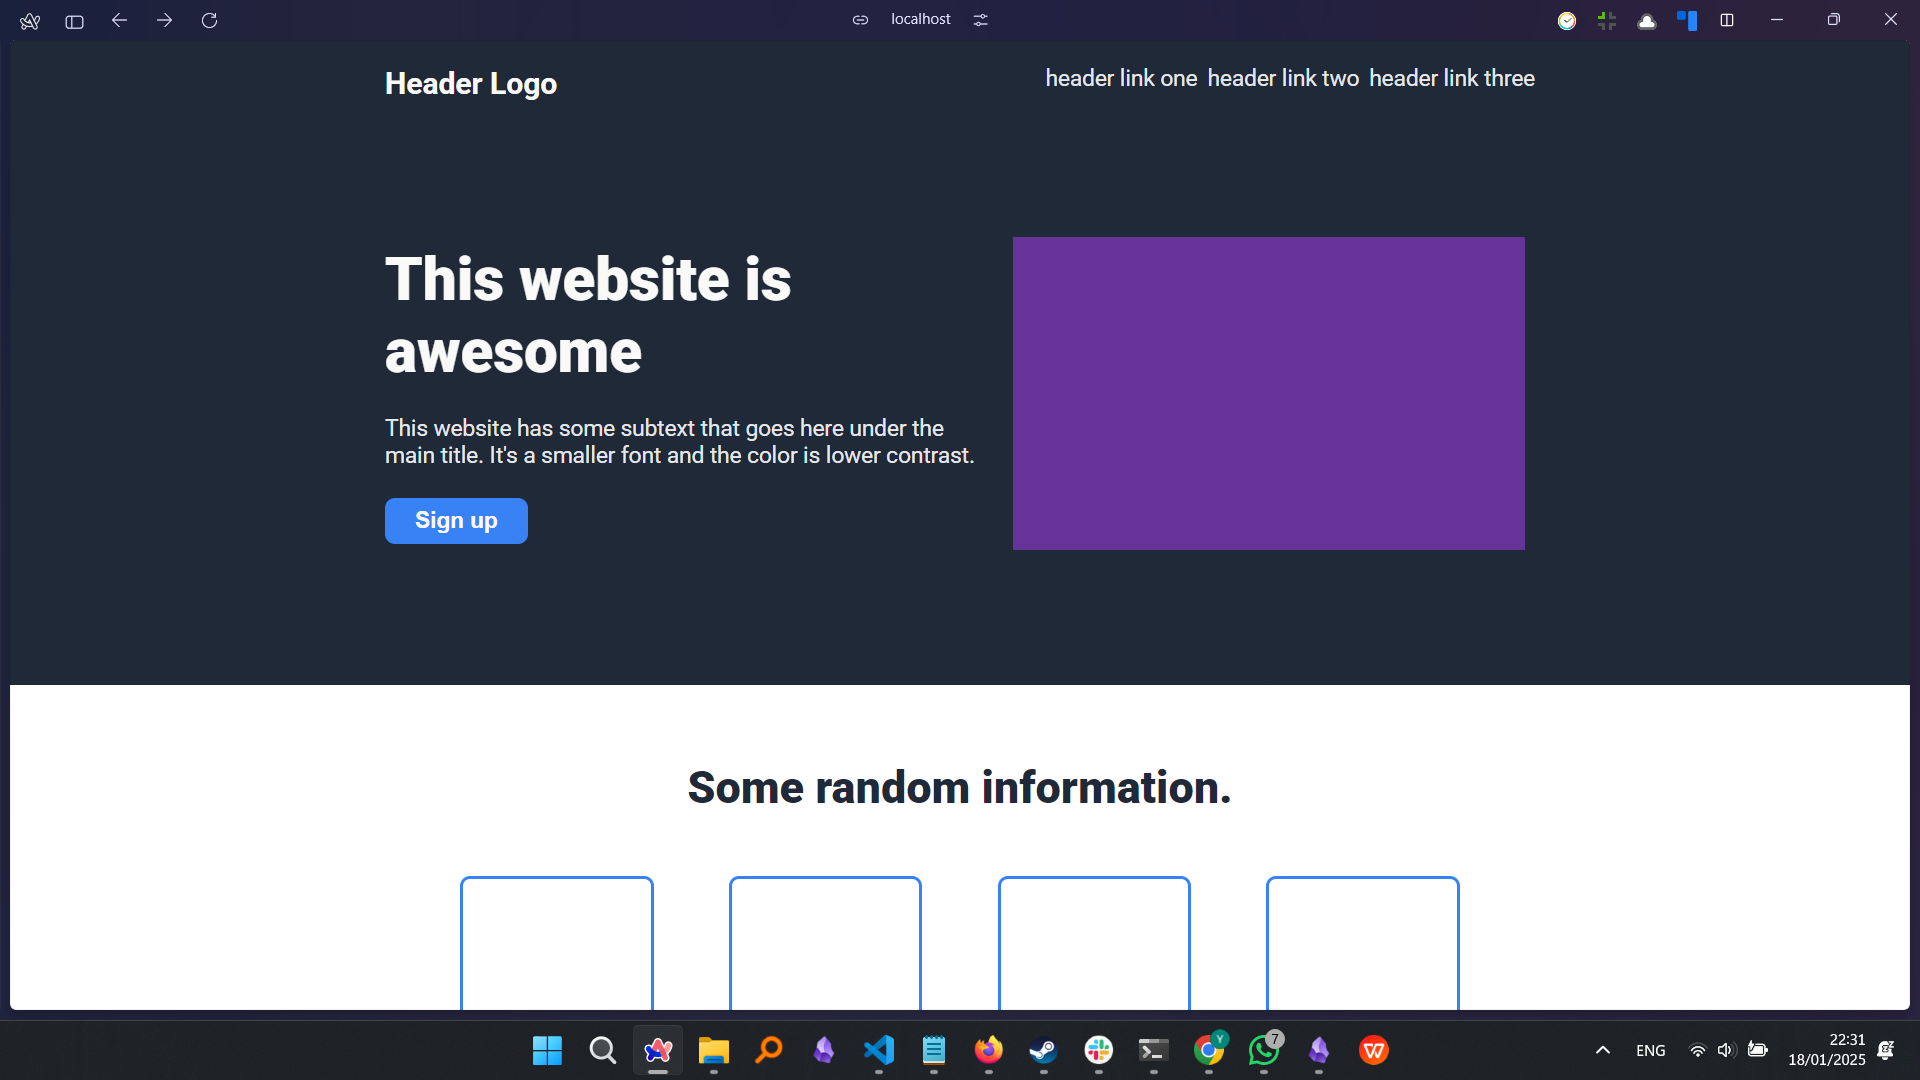 localhost
Header Logo
header link one header link two header link three
This website is
awesome
This website has some subtext that goes here under the
main title. It's a smaller font and the color is lower contrast.
Sign up
Some random information.
Y
7
W
ENG
22:31
18/01/2025